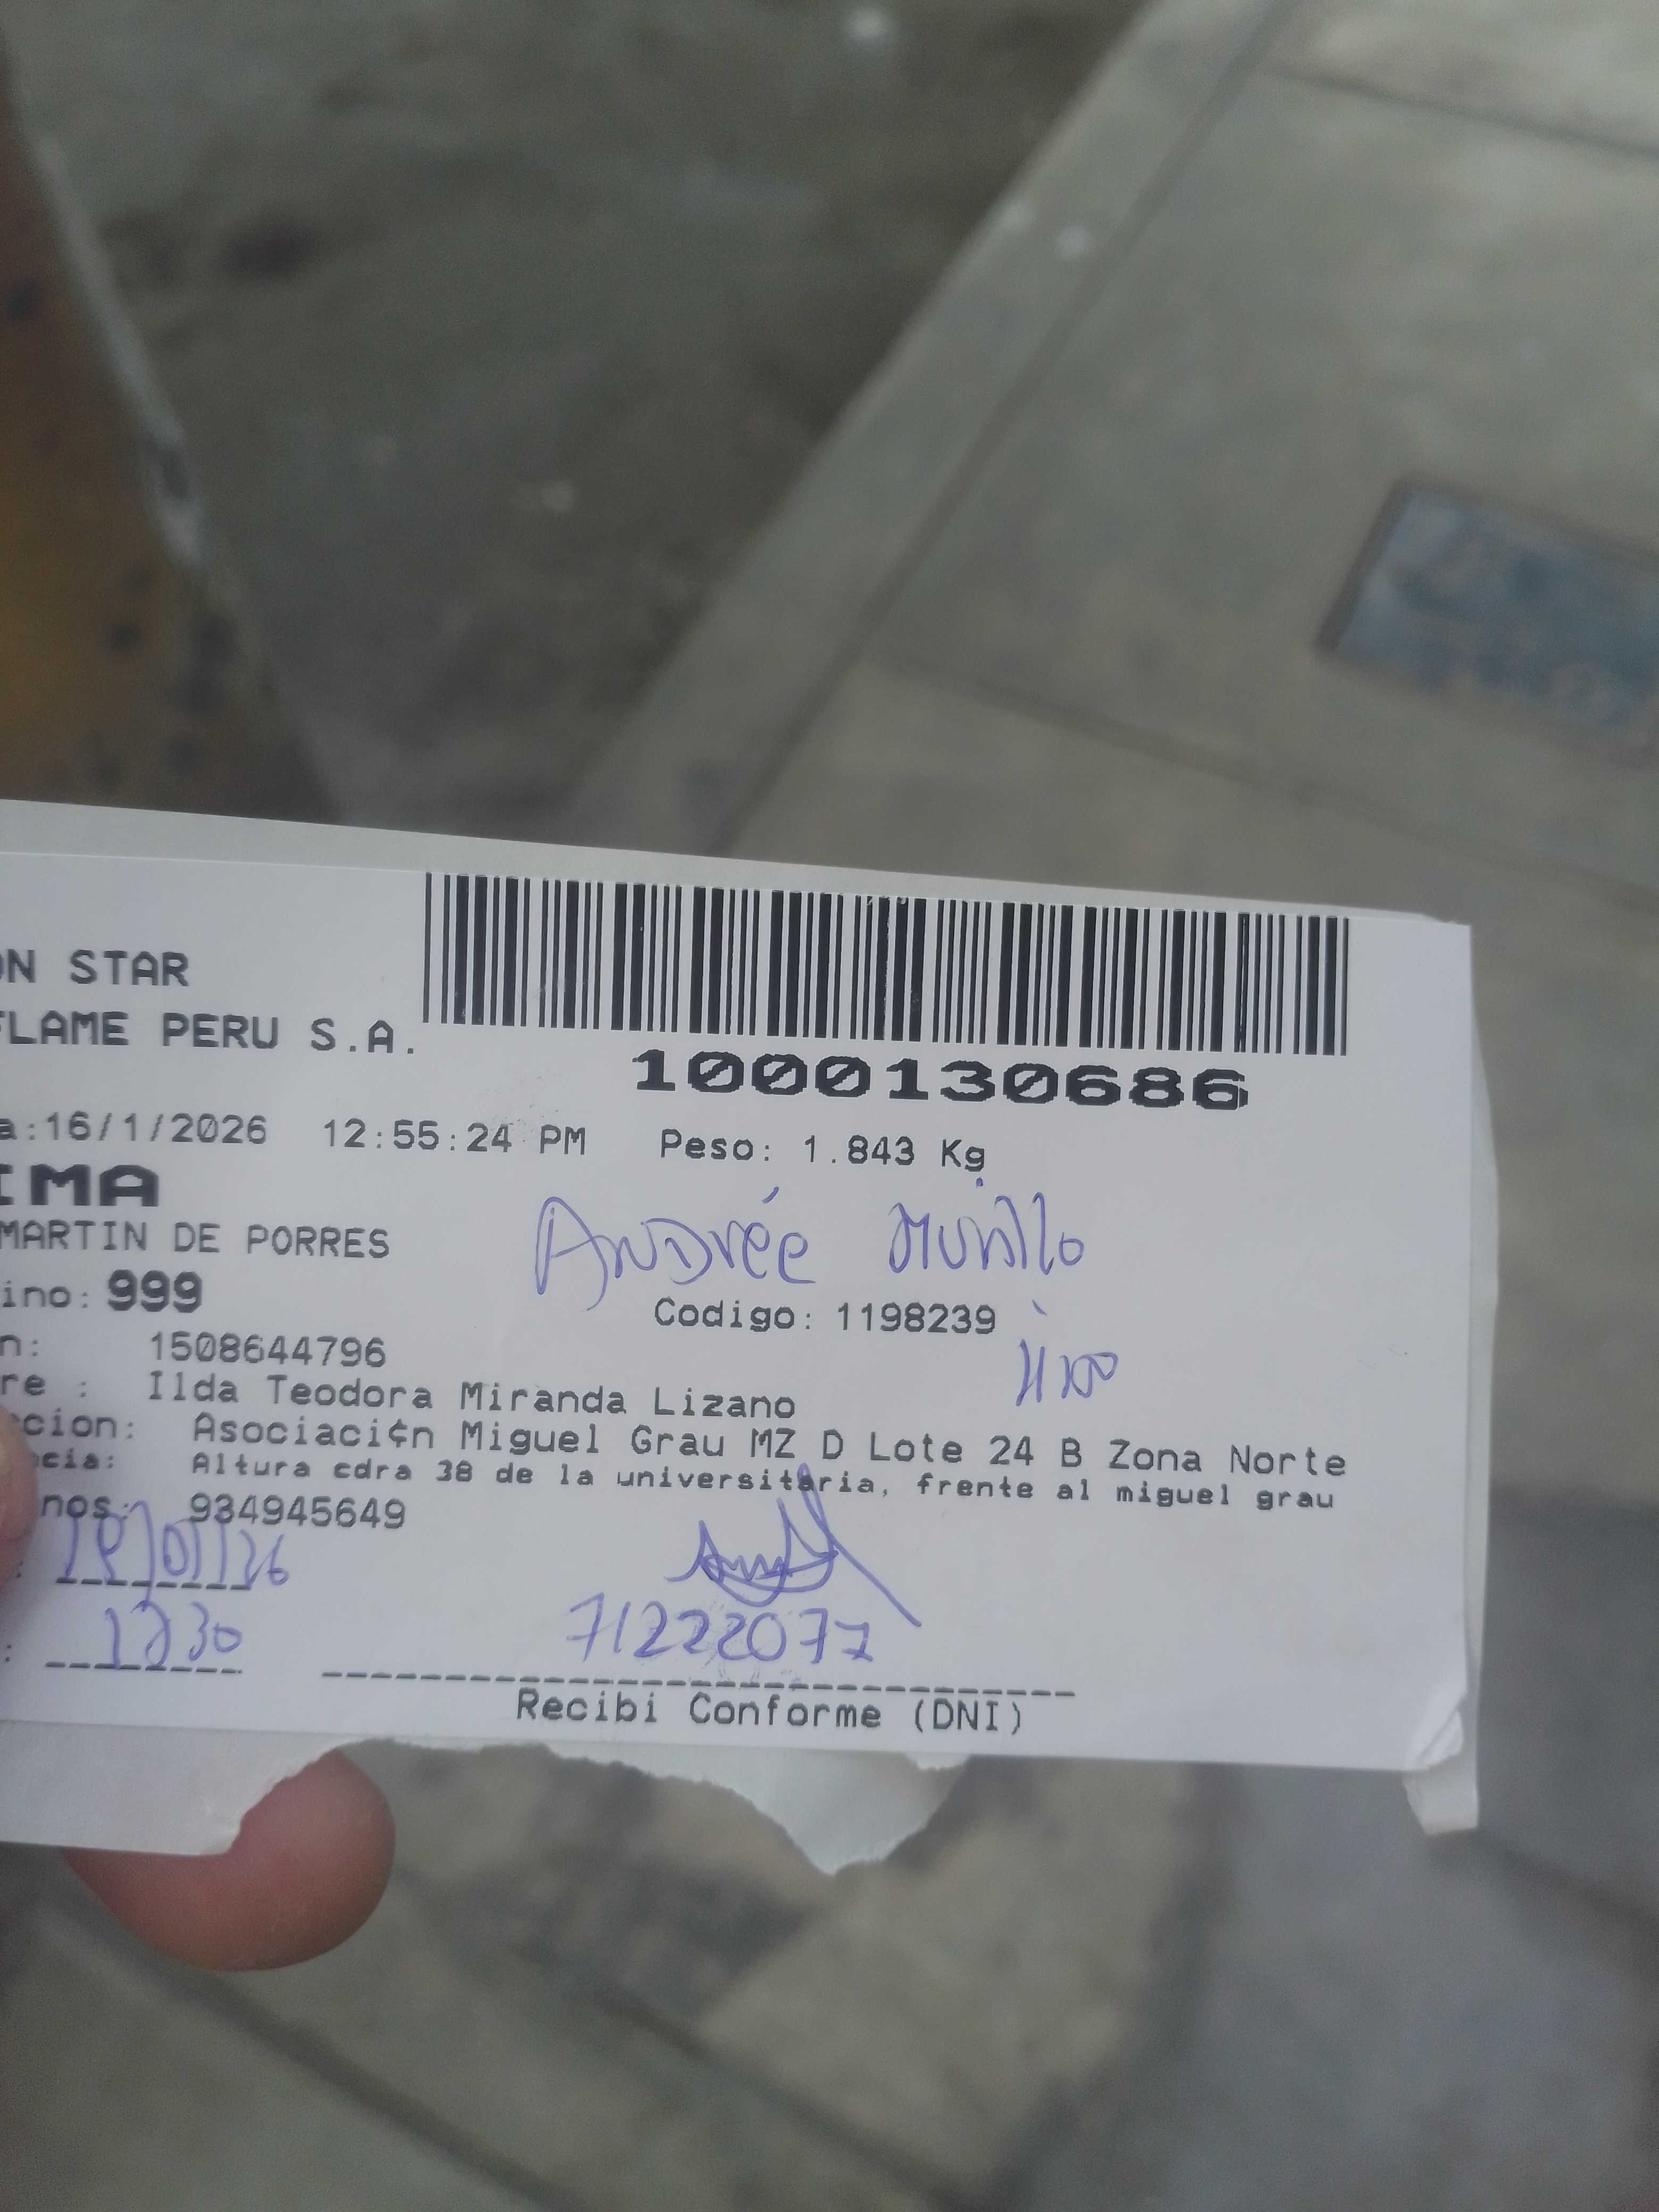 ON STAR
FLAME PERU S.A.
1000130686
a:16/1/2026 12:55:24 PM Peso: 1.843 Kg
IMA
MARTIN DE PORRES
Andrée Murillo
ino: 999
Codigo: 1198239
n: 1508644796
Hijo
re : Ilda Teodora Miranda Lizano
cion: Asociaci¢n Miguel Grau MZ D Lote 24 B Zona Norte
cia: Altura cdra 38 de la universitaria, frente al miguel grau
nos: 934945649
: 19/01/26
71222077
Recibi Conforme (DNI)